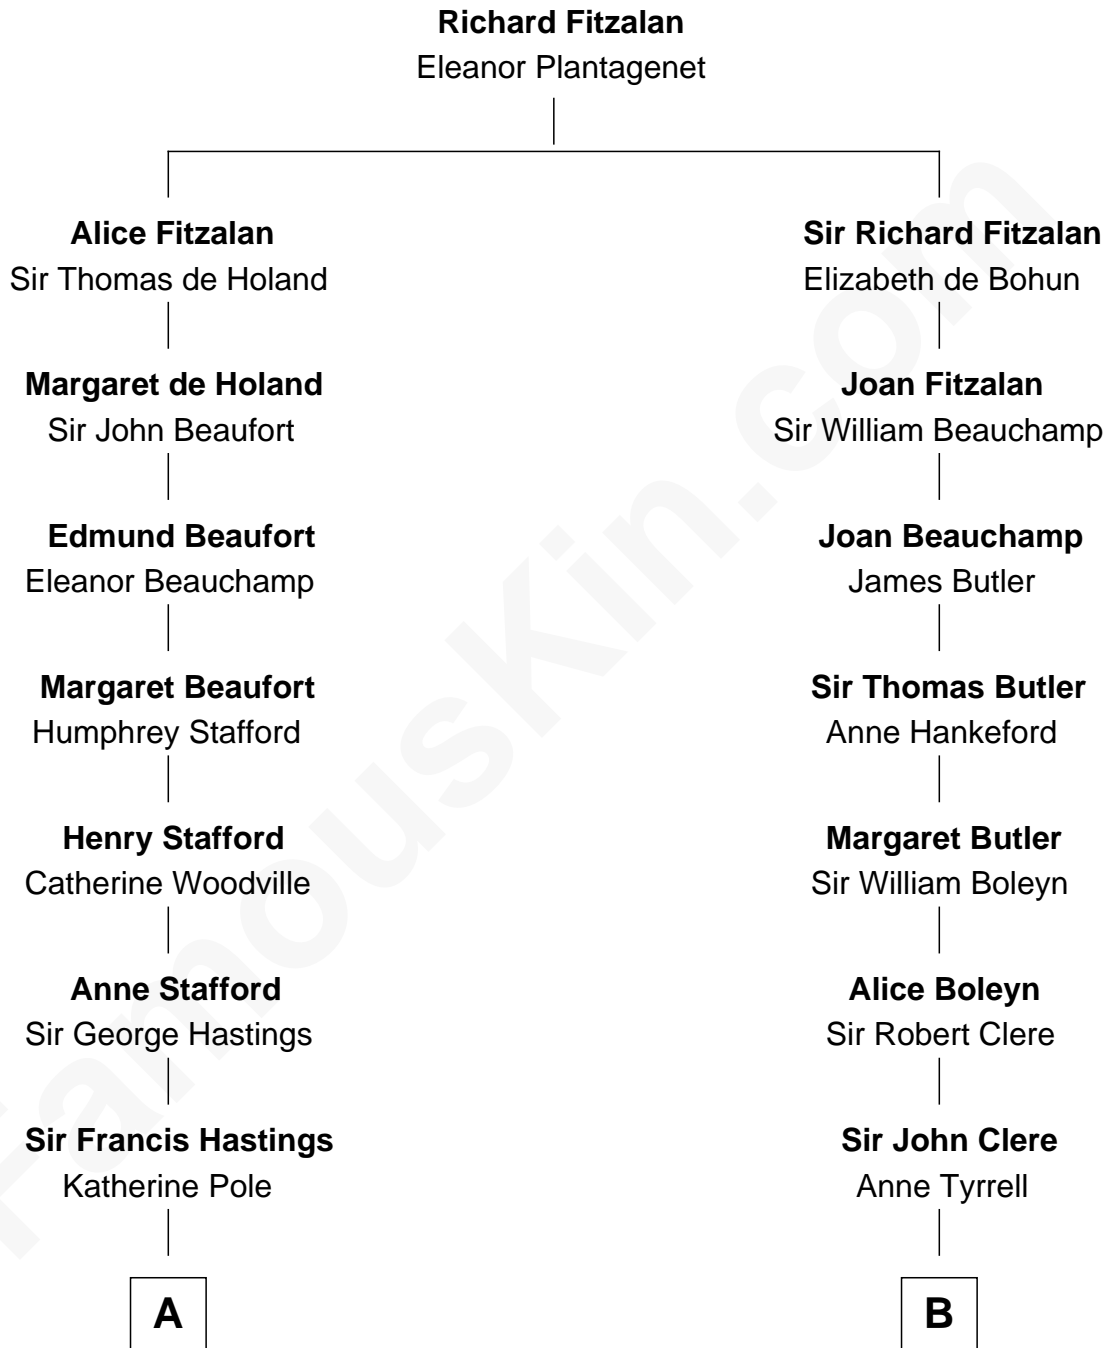 Richard Fitzalan
Eleanor Plantagenet
Alice Fitzalan
Sir Thomas de Holand
Sir Richard Fitzalan
Elizabeth de Bohun
Margaret de Holand
Sir John Beaufort
Joan Fitzalan
Sir William Beauchamp
Edmund Beaufort
Eleanor Beauchamp
Joan Beauchamp
James Butler
Margaret Beaufort
Humphrey Stafford
Sir Thomas Butler
Anne Hankeford
Henry Stafford
Catherine Woodville
Margaret Butler
Sir William Boleyn
Anne Stafford
Sir George Hastings
Alice Boleyn
Sir Robert Clere
Sir Francis Hastings
Katherine Pole
Sir John Clere
Anne Tyrrell
A
B
FamousKin.com